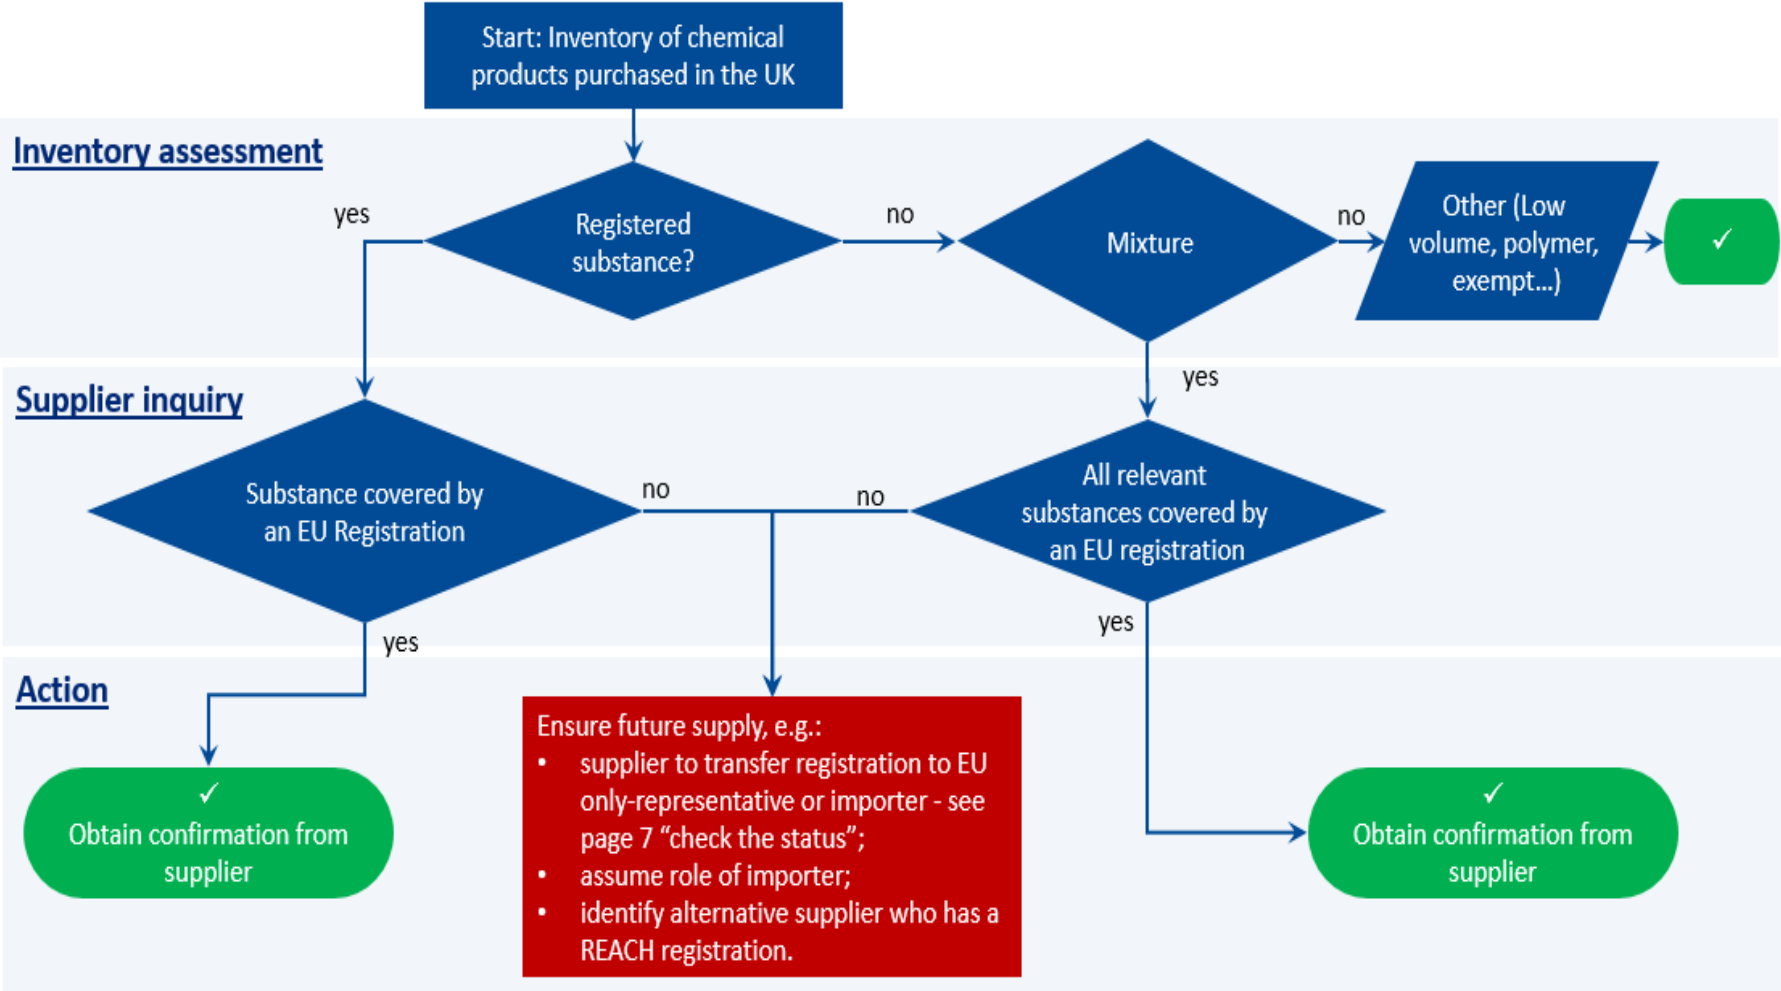 Start: Inventory of chemical
products purchased in the UK
Inventory assessment
yes
Registered
substance?
no
Mixture
no
Other (Low
volume, polymer,
exempt...)
✓
yes
Supplier inquiry
Substance covered by
an EU Registration
no
no
All relevant
substances covered by
an EU registration
yes
yes
Action
✓
Obtain confirmation from
supplier
Ensure future supply, e.g.:
• supplier to transfer registration to EU
only-representative or importer - see
page 7 “check the status”;
• assume role of importer;
• identify alternative supplier who has a
REACH registration.
✓
Obtain confirmation from
supplier